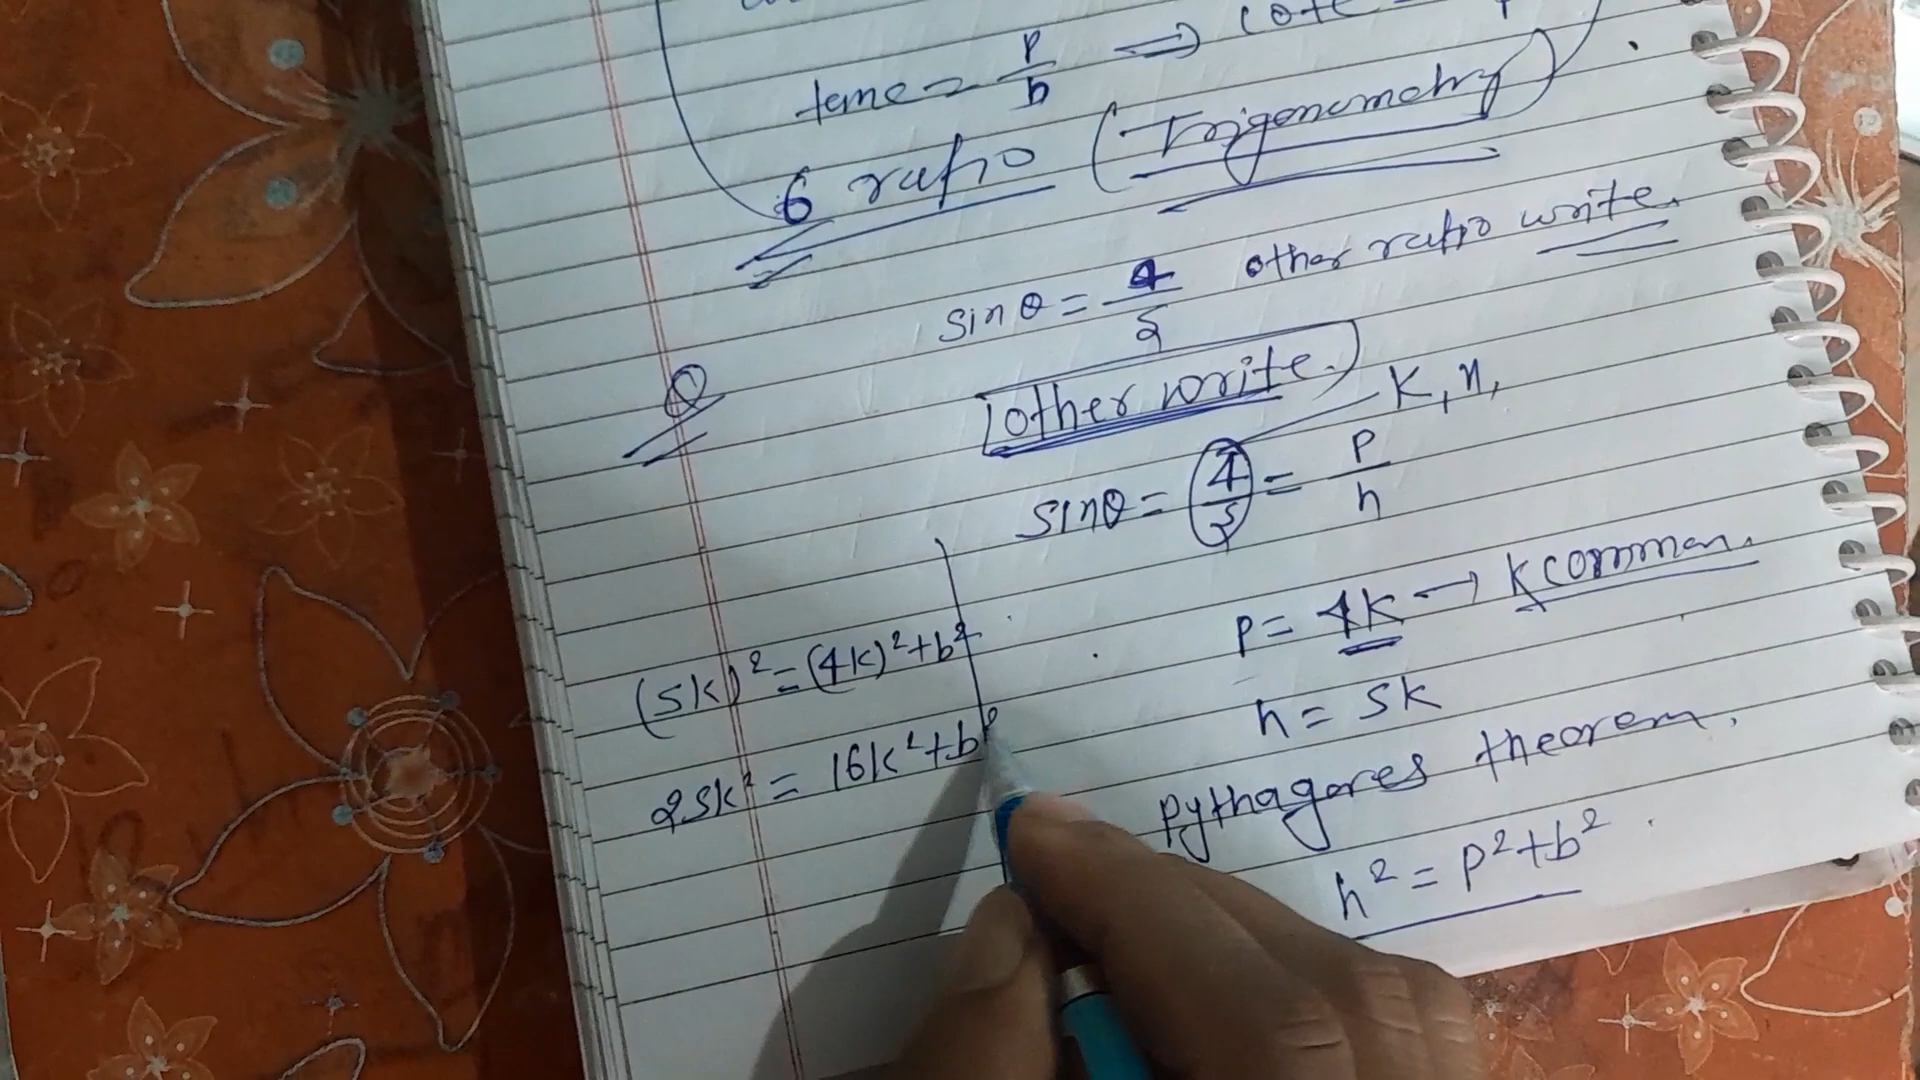 tanθ = p/b ⇒ cotθ =
6 ratio (Trigonometry)
Q
sinθ = 4/5 other ratio write.
other write.
K, x,
sinθ = 4/5 = p/h
p = 4k → k common.
h = 5k
pythagores theorem.
h² = p²+b²
(5k)² = (4k)²+b²
25k² = 16k²+b²